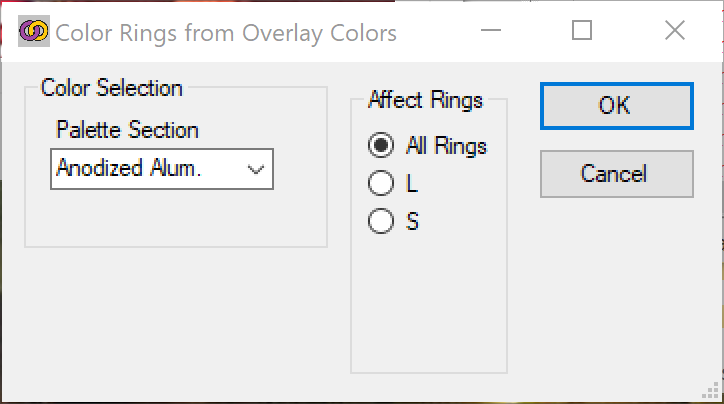 Color Rings from Overlay Colors
Color Selection
Palette Section
Anodized Alum.
Affect Rings
All Rings
L
S
OK
Cancel